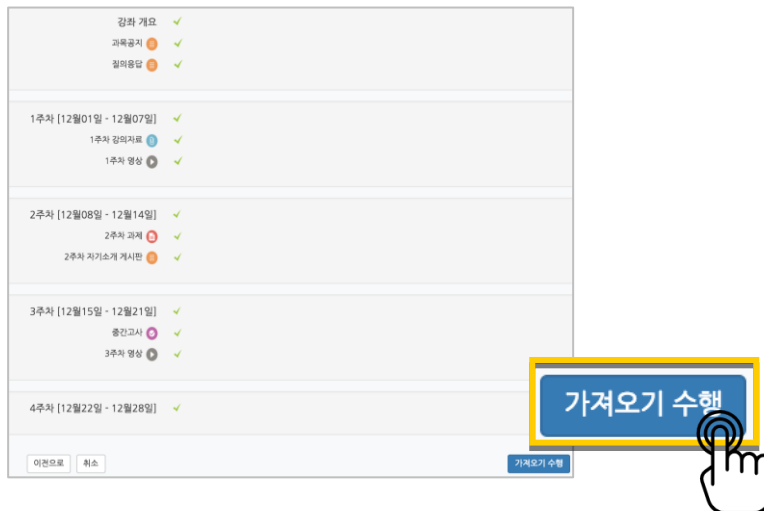 강좌 개요
과목공지
질의응답
1주차 [12월01일 - 12월07일]
1주차 강의자료
1주차 영상
2주차 [12월08일 - 12월14일]
2주차 과제
2주차 자기소개 게시판
3주차 [12월15일 - 12월21일]
중간고사
3주차 영상
4주차 [12월22일 - 12월28일]
가져오기 수행
이전으로 취소 가져오기 수행